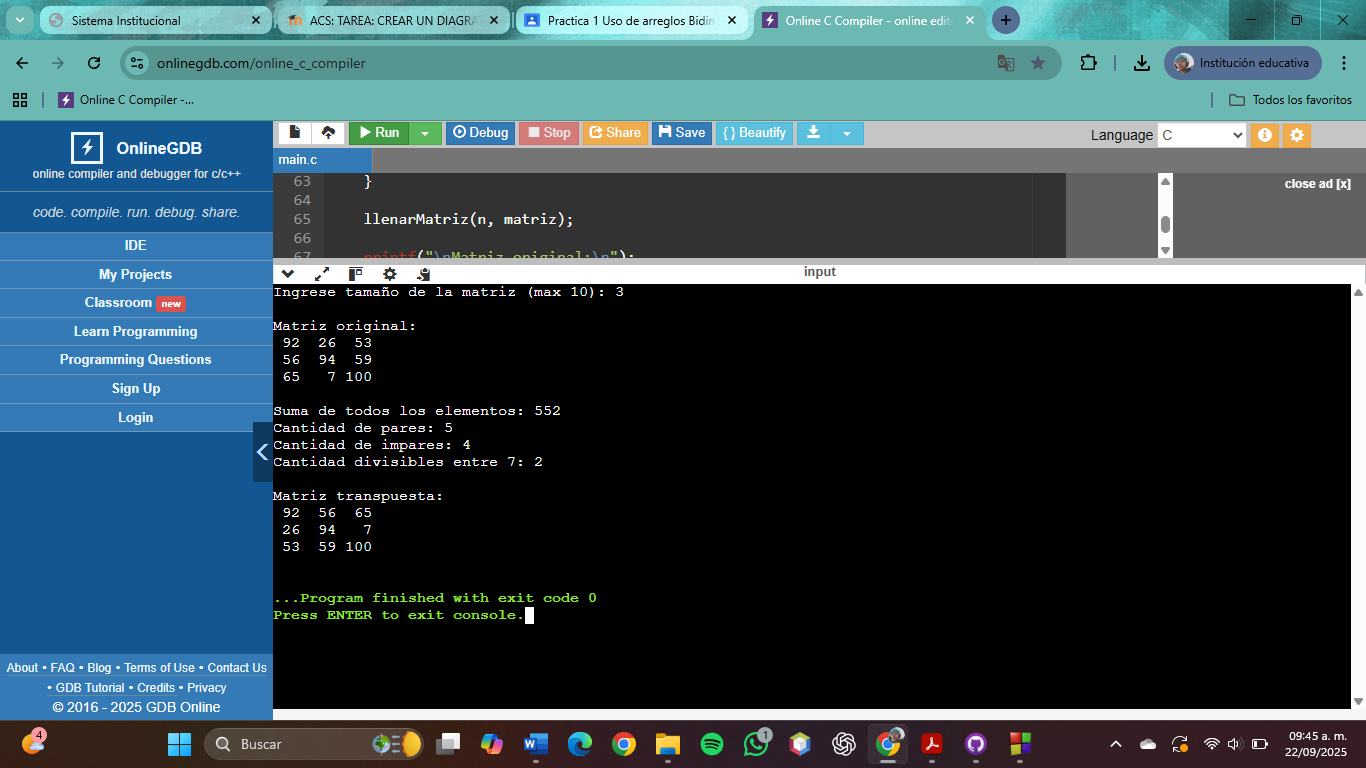 Sistema Institucional
ACS: TAREA: CREAR UN DIAGRA
Practica 1 Uso de arreglos Bidin
Online C Compiler - online edit
onlinegdb.com/online_c_compiler
Institución educativa
Online C Compiler -...
Todos los favoritos
OnlineGDB
online compiler and debugger for c/c++
code. compile. run. debug. share.
IDE
My Projects
Classroom new
Learn Programming
Programming Questions
Sign Up
Login
About • FAQ • Blog • Terms of Use • Contact Us
• GDB Tutorial • Credits • Privacy
© 2016 - 2025 GDB Online
Run Debug Stop Share Save { } Beautify
Language C
main.c
close ad [x]
63 }
64
65 llenarMatriz(n, matriz);
66
67 printf("\nMatriz original:\n");
input
Ingrese tamaño de la matriz (max 10): 3
Matriz original:
92 26 53
56 94 59
65 7 100
Suma de todos los elementos: 552
Cantidad de pares: 5
Cantidad de impares: 4
Cantidad divisibles entre 7: 2
Matriz transpuesta:
92 56 65
26 94 7
53 59 100
...Program finished with exit code 0
Press ENTER to exit console.
4
Buscar
1
09:45 a. m.
22/09/2025